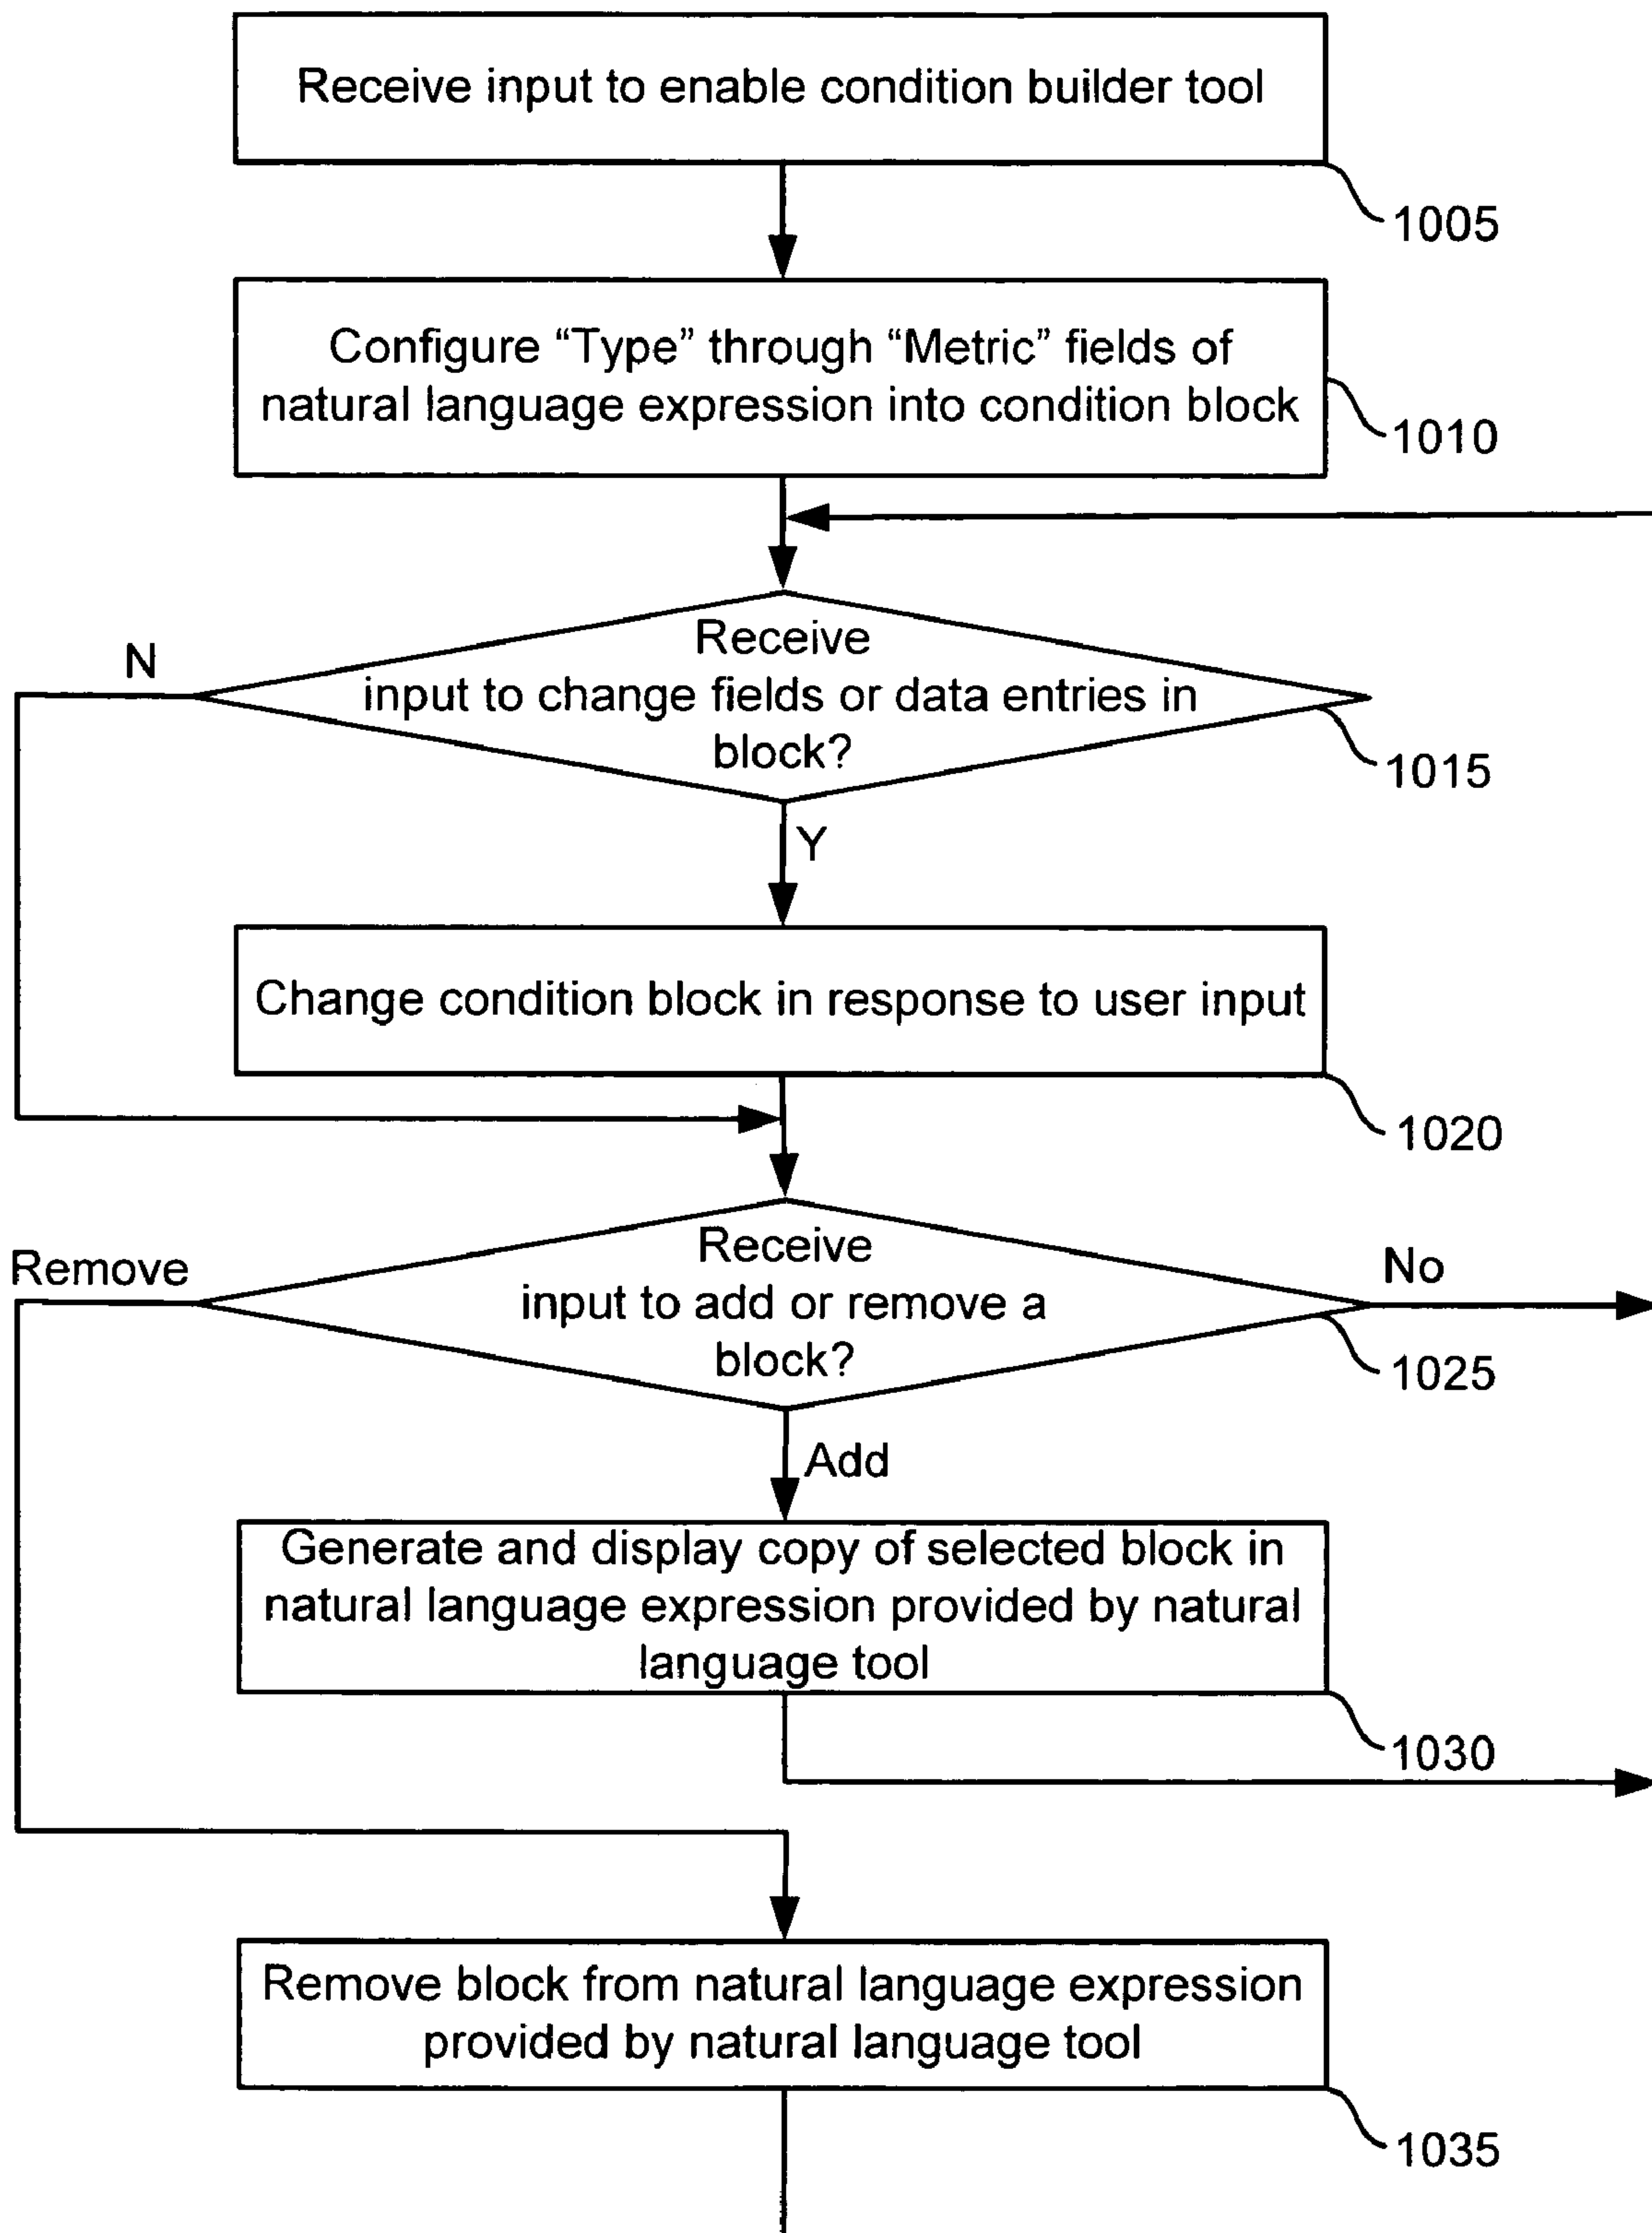 Receive input to enable condition builder tool
1005
Configure “Type” through “Metric” fields of
natural language expression into condition block
1010
Receive
input to change fields or data entries in
block?
N
1015
Y
Change condition block in response to user input
1020
Receive
input to add or remove a
block?
Remove
No
1025
Add
Generate and display copy of selected block in
natural language expression provided by natural
language tool
1030
Remove block from natural language expression
provided by natural language tool
1035